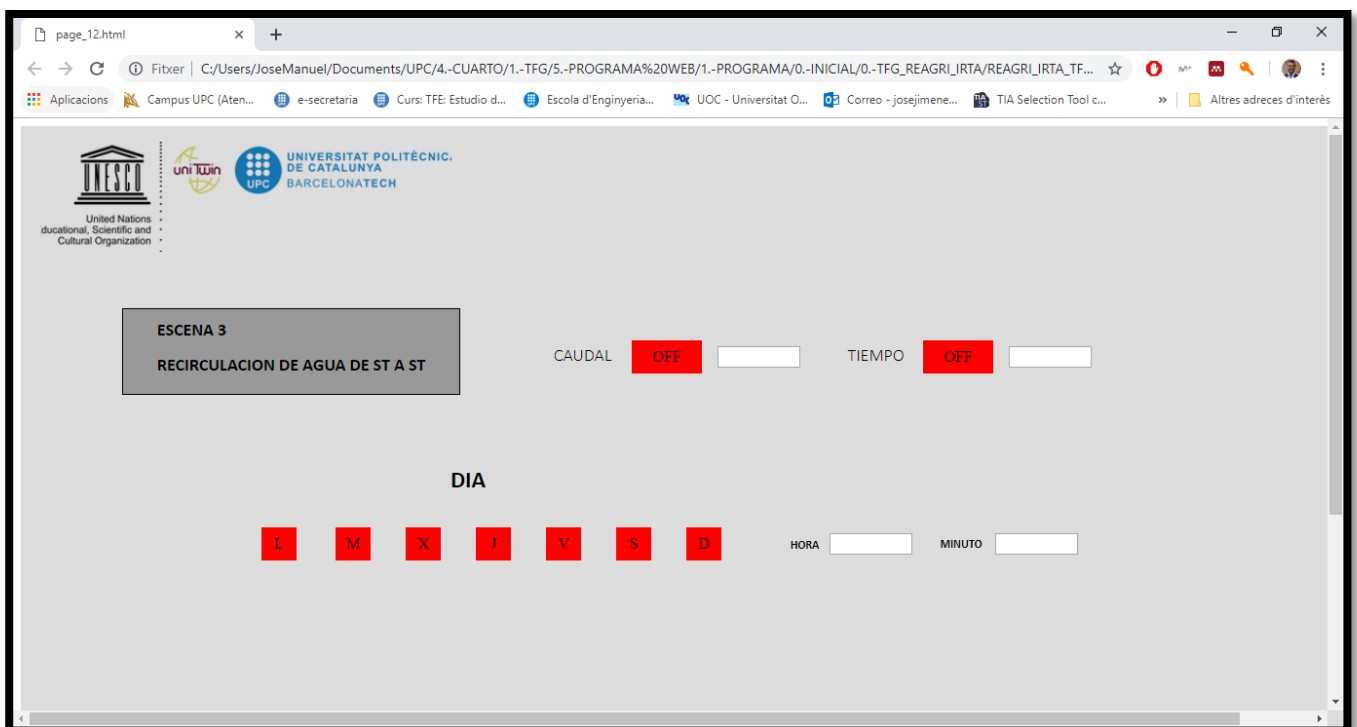 page_12.html
Fitxer | C:/Users/JoseManuel/Documents/UPC/4.-CUARTO/1.-TFG/5.-PROGRAMA%20WEB/1.-PROGRAMA/0.-INICIAL/0.-TFG_REAGRI_IRTA/REAGRI_IRTA_TF...
Aplicacions Campus UPC (Aten... e-secretaria Curs: TFE: Estudio d... Escola d'Enginyeria... UOC - Universitat O... Correo - josejimene... TIA Selection Tool c... » Altres adreces d'interès
UNESCO
uniTwin
UPC
UNIVERSITAT POLITÈCNIC.
DE CATALUNYA
BARCELONATECH
United Nations
ducational, Scientific and
Cultural Organization
ESCENA 3
RECIRCULACION DE AGUA DE ST A ST
CAUDAL OFF TIEMPO OFF
DIA
L M X J V S D HORA MINUTO